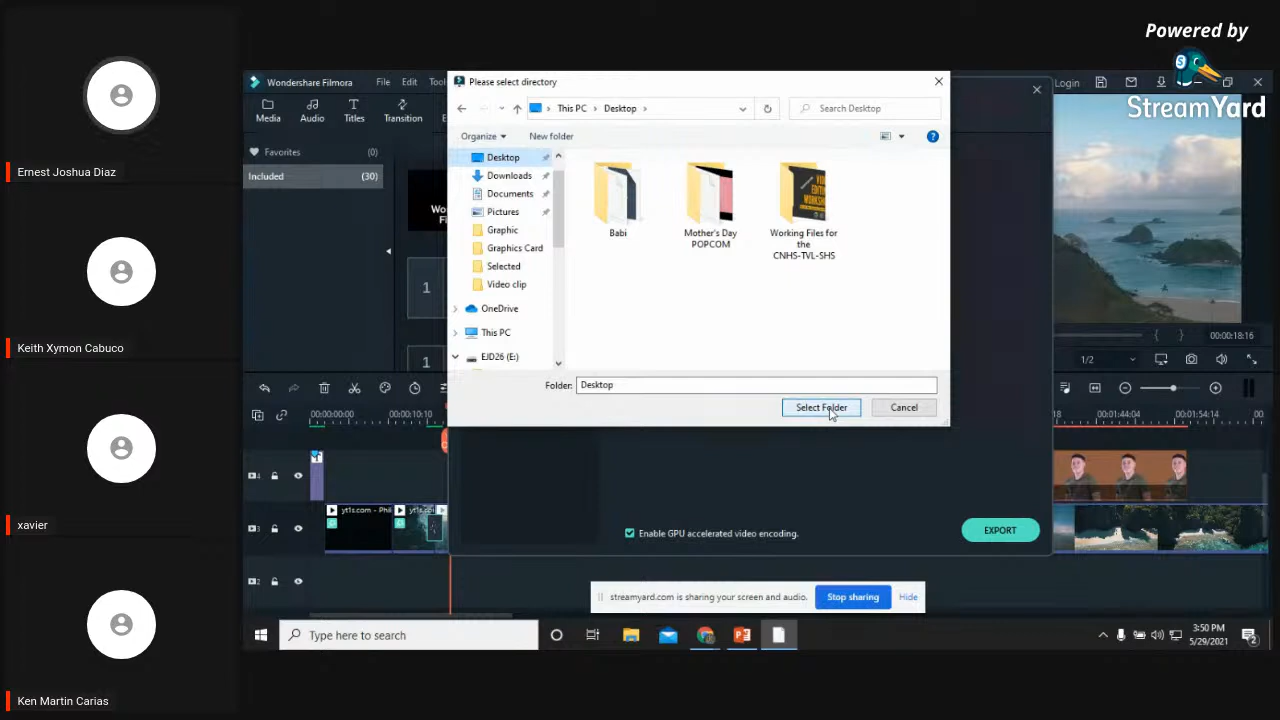 Powered by
StreamYard
Ernest Joshua Diaz
Keith Xymon Cabuco
xavier
Ken Martin Carias
Wondershare Filmora
File
Edit
Login
Media
Audio
Titles
Transition
Favorites
(0)
Included
(30)
Please select directory
This PC
Desktop
Search Desktop
Organize
New folder
Desktop
Downloads
Documents
Pictures
Graphic
Graphics Card
Selected
Video clip
OneDrive
This PC
EJD26 (E:)
Babi
Mother's Day
POPCOM
Working Files for
the
CNHS-TVL-SHS
Folder:
Desktop
Select Folder
Cancel
1
1
1/2
00:00:18:16
00:00:00:00
00:00:10:10
00:01:44:04
00:01:54:14
Enable GPU accelerated video encoding.
EXPORT
streamyard.com is sharing your screen and audio.
Stop sharing
Hide
Type here to search
3:50 PM
5/29/2021